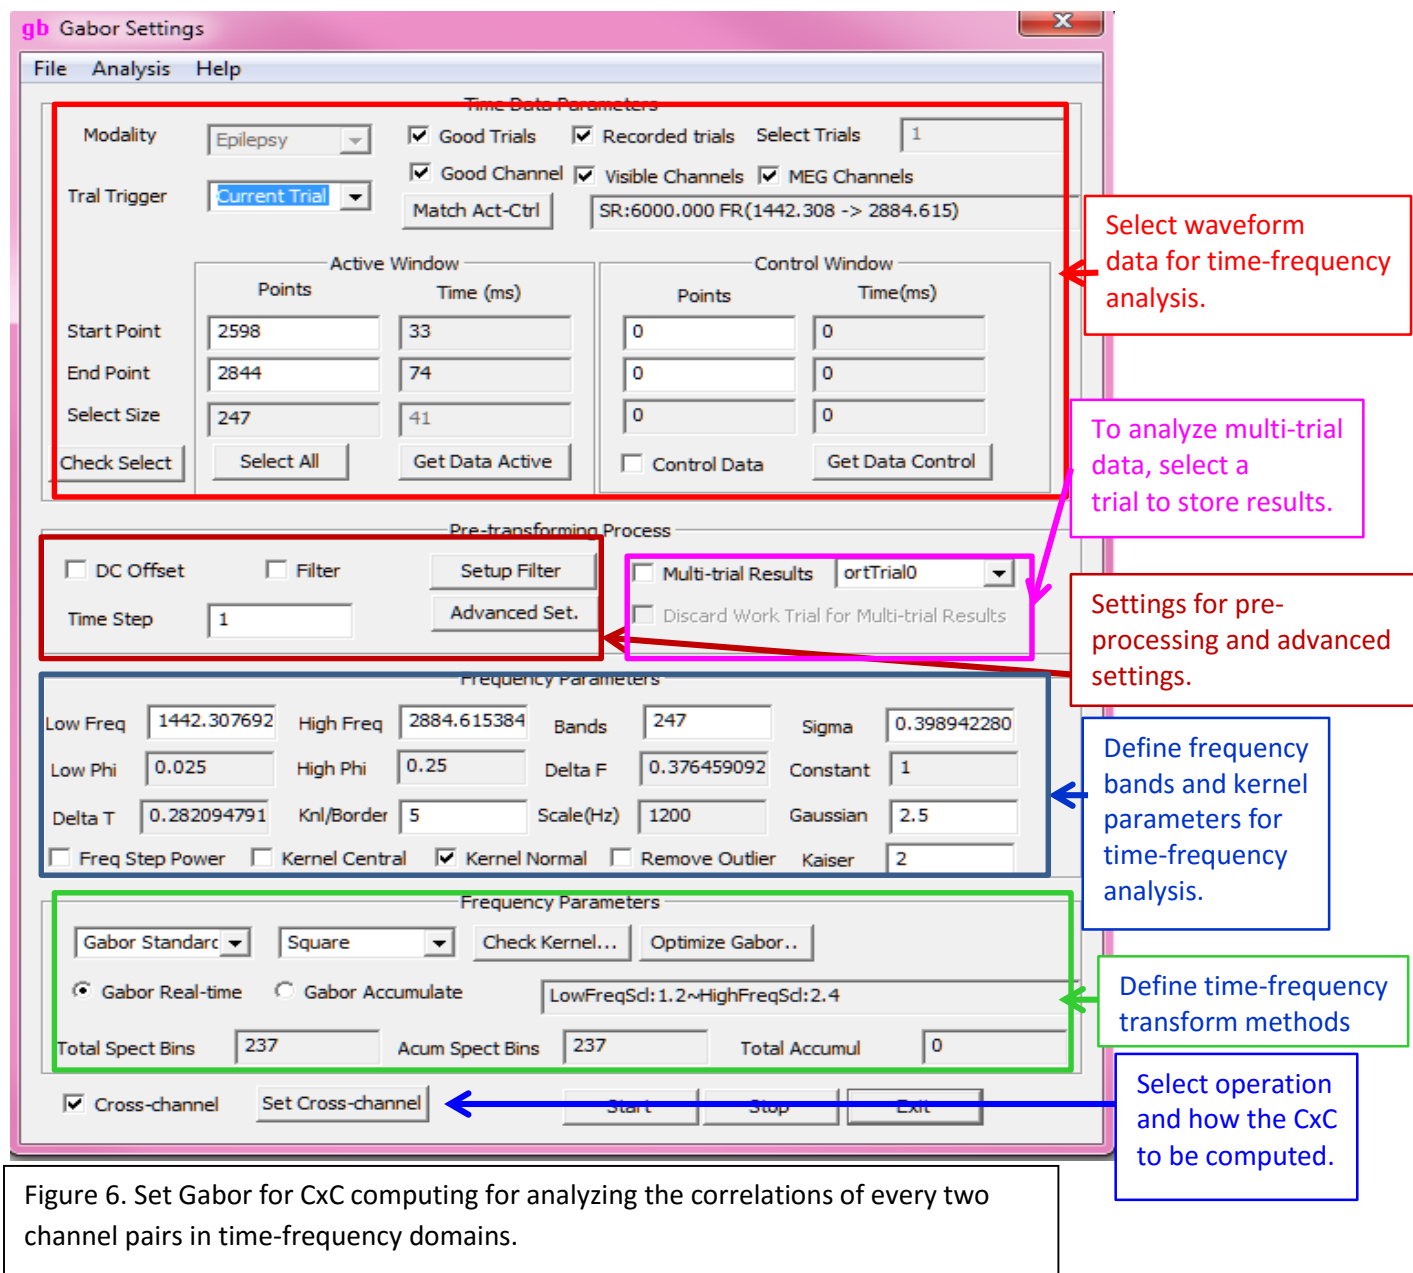 gb Gabor Settings
x
File Analysis Help
Time Data Parameters
Modality Epilepsy Good Trials Recorded trials Select Trials 1
Good Channel Visible Channels MEG Channels
Tral Trigger Current Trial Match Act-Ctrl SR:6000.000 FR(1442.308 -> 2884.615)
Active Window Control Window
Points Time (ms) Points Time(ms)
Start Point 2598 33 0 0
End Point 2844 74 0 0
Select Size 247 41 0 0
Check Select Select All Get Data Active Control Data Get Data Control
Select waveform
data for time-frequency
analysis.
To analyze multi-trial
data, select a
trial to store results.
Pre-transforming Process
DC Offset Filter Setup Filter Multi-trial Results ortTrial0
Time Step 1 Advanced Set. Discard Work Trial for Multi-trial Results
Settings for pre-
processing and advanced
settings.
Frequency Parameters
Low Freq 1442.307692 High Freq 2884.615384 Bands 247 Sigma 0.398942280
Low Phi 0.025 High Phi 0.25 Delta F 0.376459092 Constant 1
Delta T 0.282094791 Knl/Border 5 Scale(Hz) 1200 Gaussian 2.5
Freq Step Power Kernel Central Kernel Normal Remove Outlier Kaiser 2
Define frequency
bands and kernel
parameters for
time-frequency
analysis.
Frequency Parameters
Gabor Standarc Square Check Kernel... Optimize Gabor..
Gabor Real-time Gabor Accumulate LowFreqScl:1.2~HighFreqScl:2.4
Total Spect Bins 237 Acum Spect Bins 237 Total Accumul 0
Define time-frequency
transform methods
Cross-channel Set Cross-channel Start Stop Exit
Select operation
and how the CxC
to be computed.
Figure 6. Set Gabor for CxC computing for analyzing the correlations of every two
channel pairs in time-frequency domains.